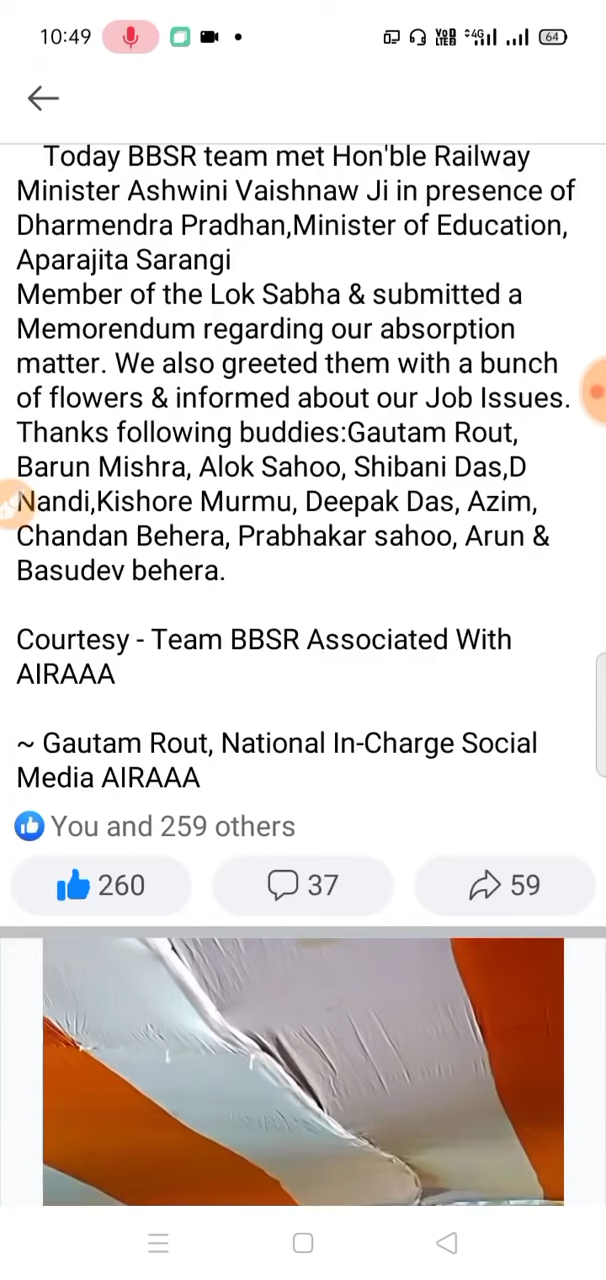 10:49
VoD LTE
4G
64
Today BBSR team met Hon'ble Railway
Minister Ashwini Vaishnaw Ji in presence of
Dharmendra Pradhan,Minister of Education,
Aparajita Sarangi
Member of the Lok Sabha & submitted a
Memorendum regarding our absorption
matter. We also greeted them with a bunch
of flowers & informed about our Job Issues.
Thanks following buddies:Gautam Rout,
Barun Mishra, Alok Sahoo, Shibani Das,D
Nandi,Kishore Murmu, Deepak Das, Azim,
Chandan Behera, Prabhakar sahoo, Arun &
Basudev behera.
Courtesy - Team BBSR Associated With
AIRAAA
~ Gautam Rout, National In-Charge Social
Media AIRAAA
You and 259 others
260
37
59